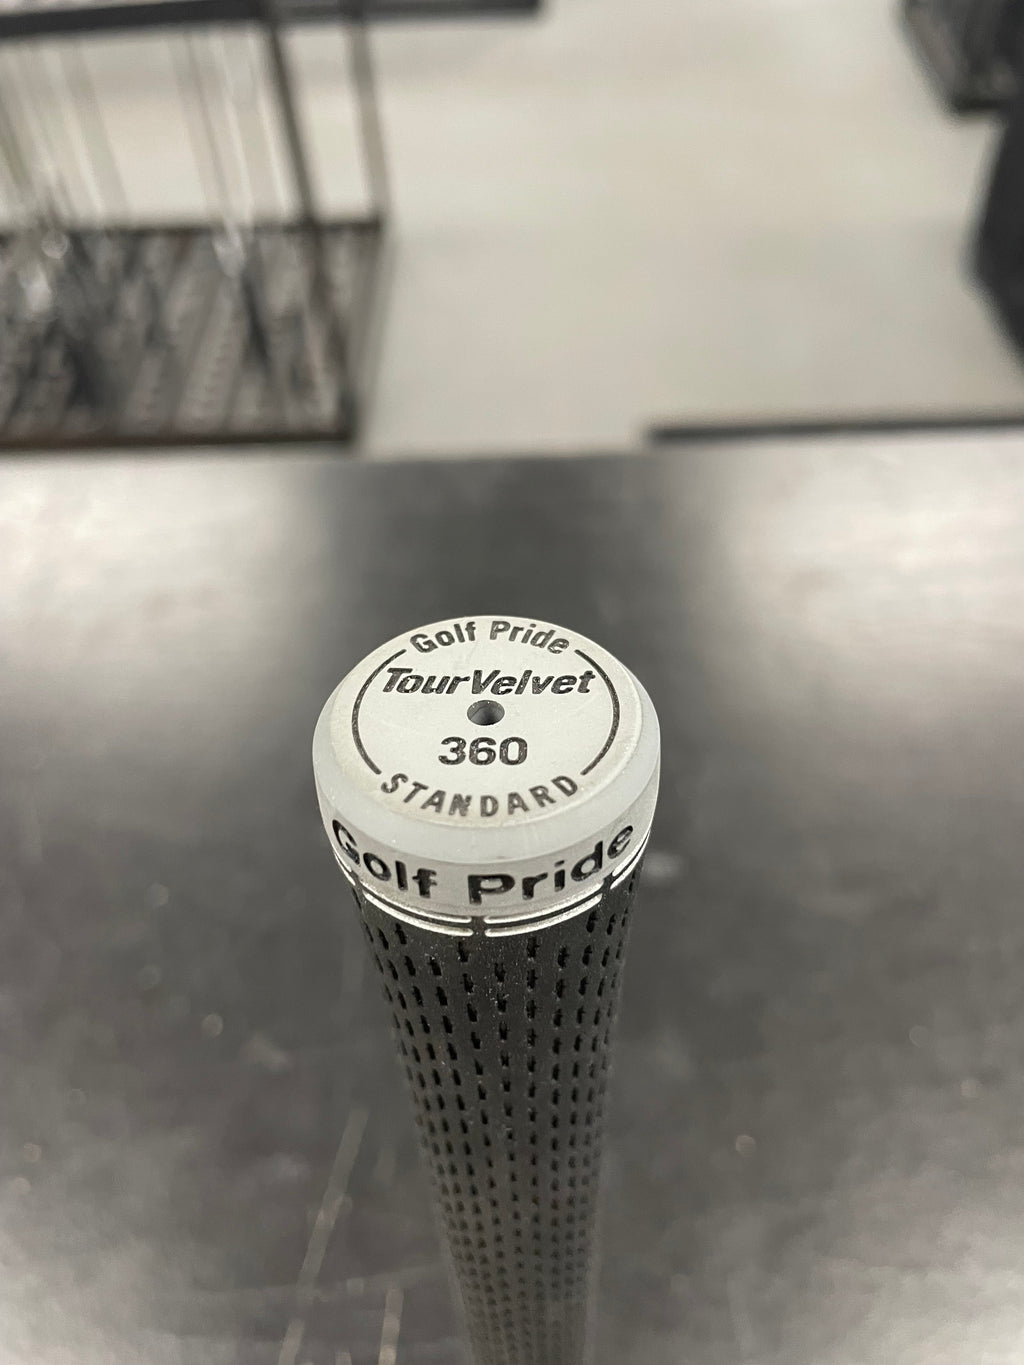 Golf Pride
TourVelvet
360
STANDARD
Golf Pride